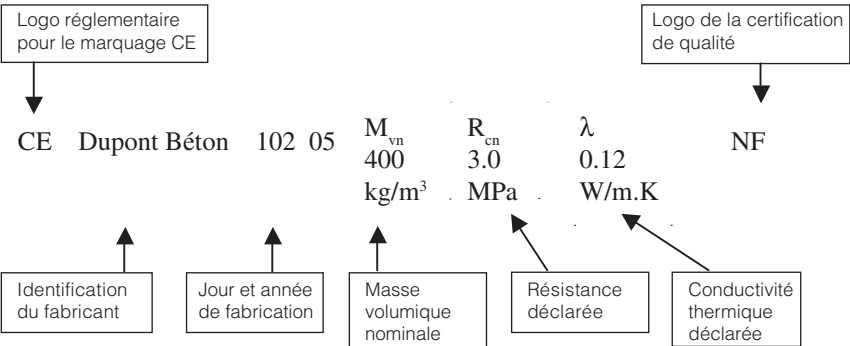 Logo réglementaire
pour le marquage CE
Logo de la certification
de qualité
CE Dupont Béton 102 05 Mvn Rcn λ NF
400 3.0 0.12
kg/m³ MPa W/m.K
Identification
du fabricant
Jour et année
de fabrication
Masse
volumique
nominale
Résistance
déclarée
Conductivité
thermique
déclarée